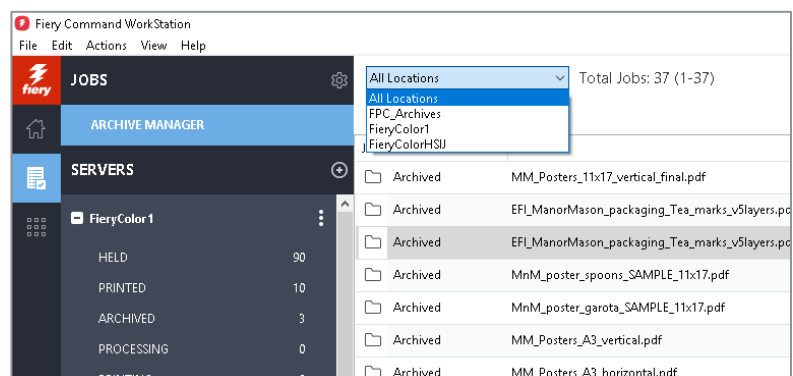 Fiery Command WorkStation
File Edit Actions View Help
fiery
JOBS
ARCHIVE MANAGER
SERVERS
FieryColor1
HELD 90
PRINTED 10
ARCHIVED 3
PROCESSING 0
All Locations Total Jobs: 37 (1-37)
All Locations
FPC_Archives
FieryColor1
FieryColorHSIJ
Archived MM_Posters_11x17_vertical_final.pdf
Archived EFI_ManorMason_packaging_Tea_marks_v5layers.pd
Archived EFI_ManorMason_packaging_Tea_marks_v5layers.pd
Archived MnM_poster_spoons_SAMPLE_11x17.pdf
Archived MnM_poster_garota_SAMPLE_11x17.pdf
Archived MM_Posters_A3_vertical.pdf
Archived MM_Posters_A3_horizontal.pdf